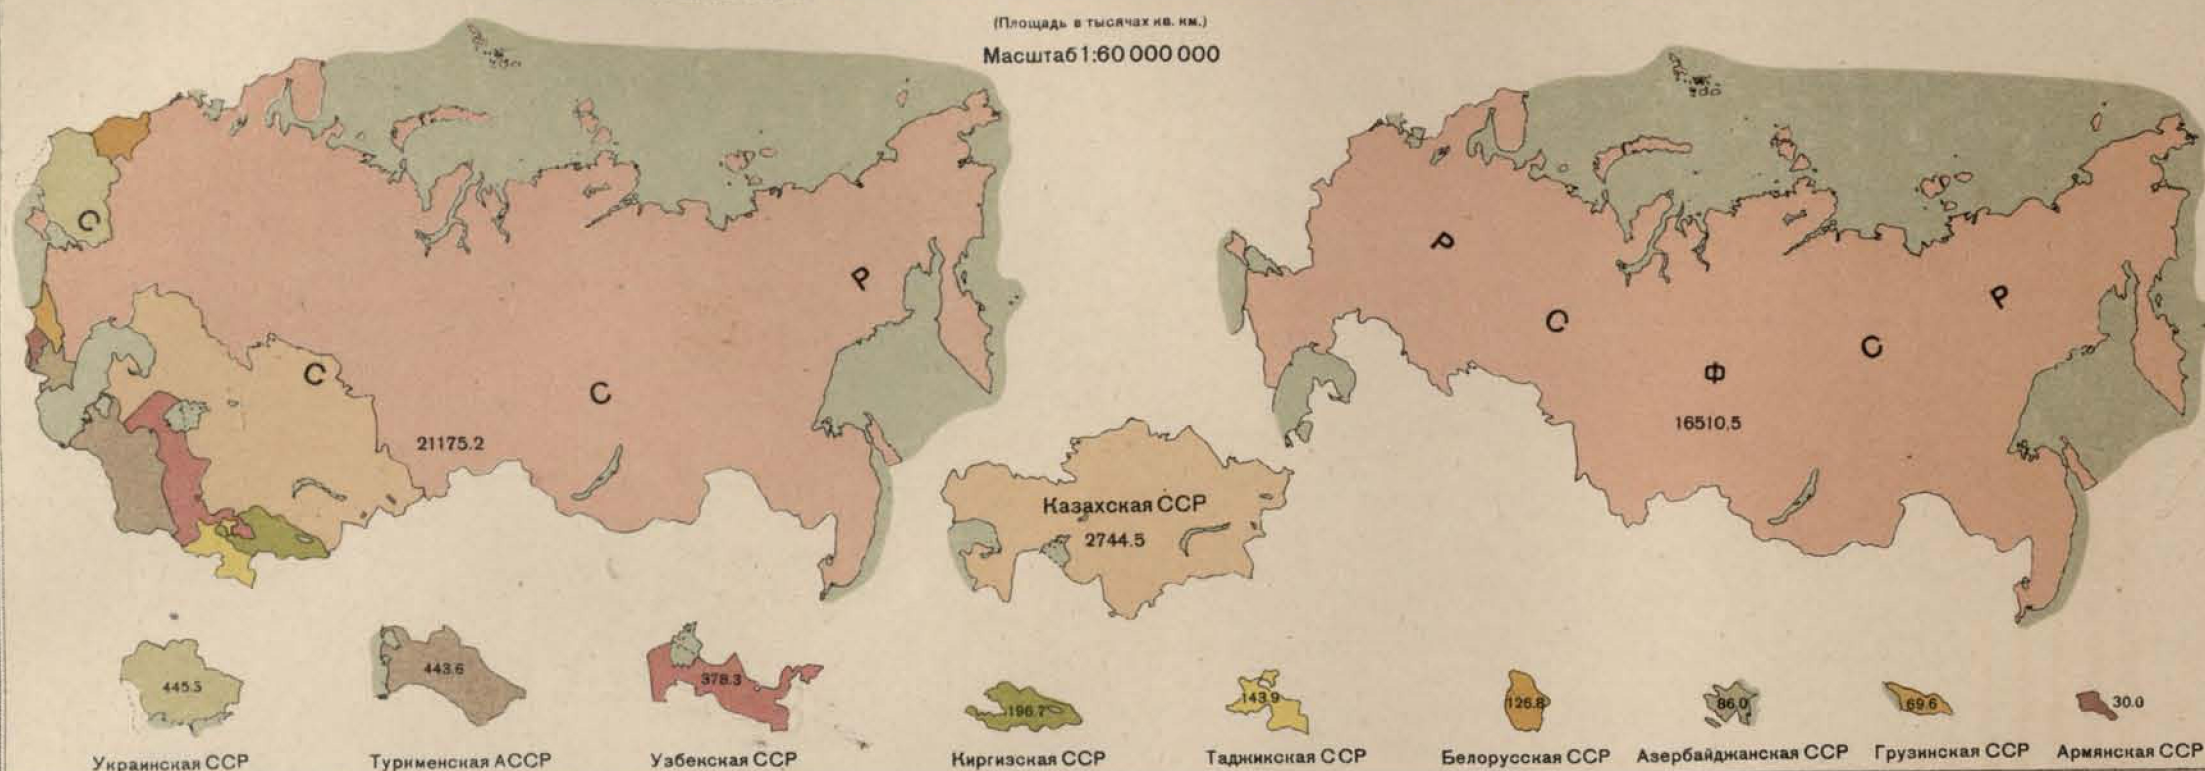 (Площадь в тысячах кв. км.)
Масштаб 1:60 000 000
С С С Р
21175.2
Р С Ф С Р
16510.5
Казахская ССР
2744.5
445.3
443.6
378.3
196.7
143.9
126.8
86.0
69.6
30.0
Украинская ССР
Туркменская АССР
Узбекская ССР
Киргизская ССР
Таджикская ССР
Белорусская ССР
Азербайджанская ССР
Грузинская ССР
Армянская ССР